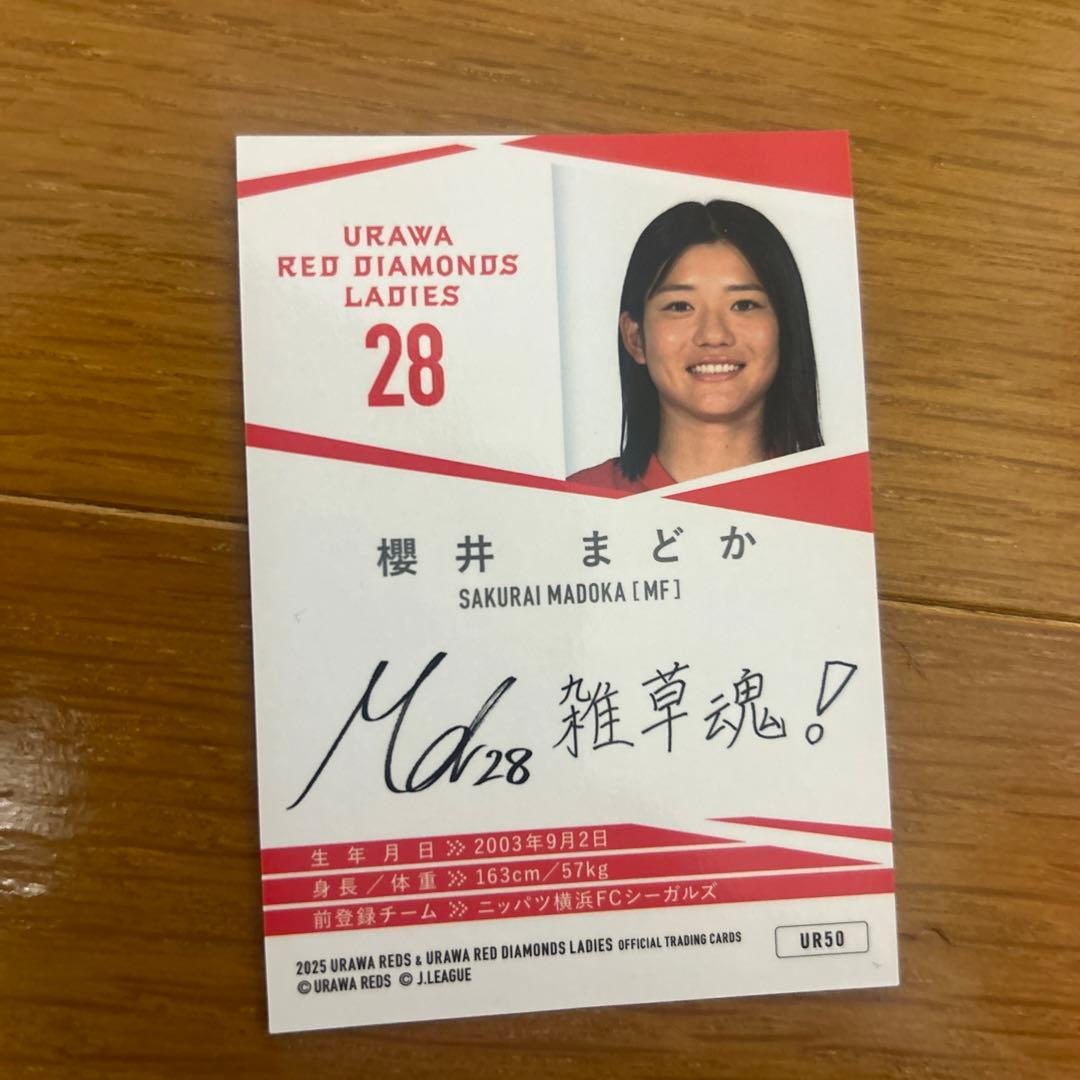 URAWA
RED DIAMONDS
LADIES
28
櫻井 まどか
SAKURAI MADOKA [MF]
28 雑草魂!
生年月日 >> 2003年9月2日
身長/体重 >> 163cm/57kg
前登録チーム >> ニッパツ横浜FCシーガルズ
2025 URAWA REDS & URAWA RED DIAMONDS LADIES OFFICIAL TRADING CARDS
©URAWA REDS © J.LEAGUE
UR50